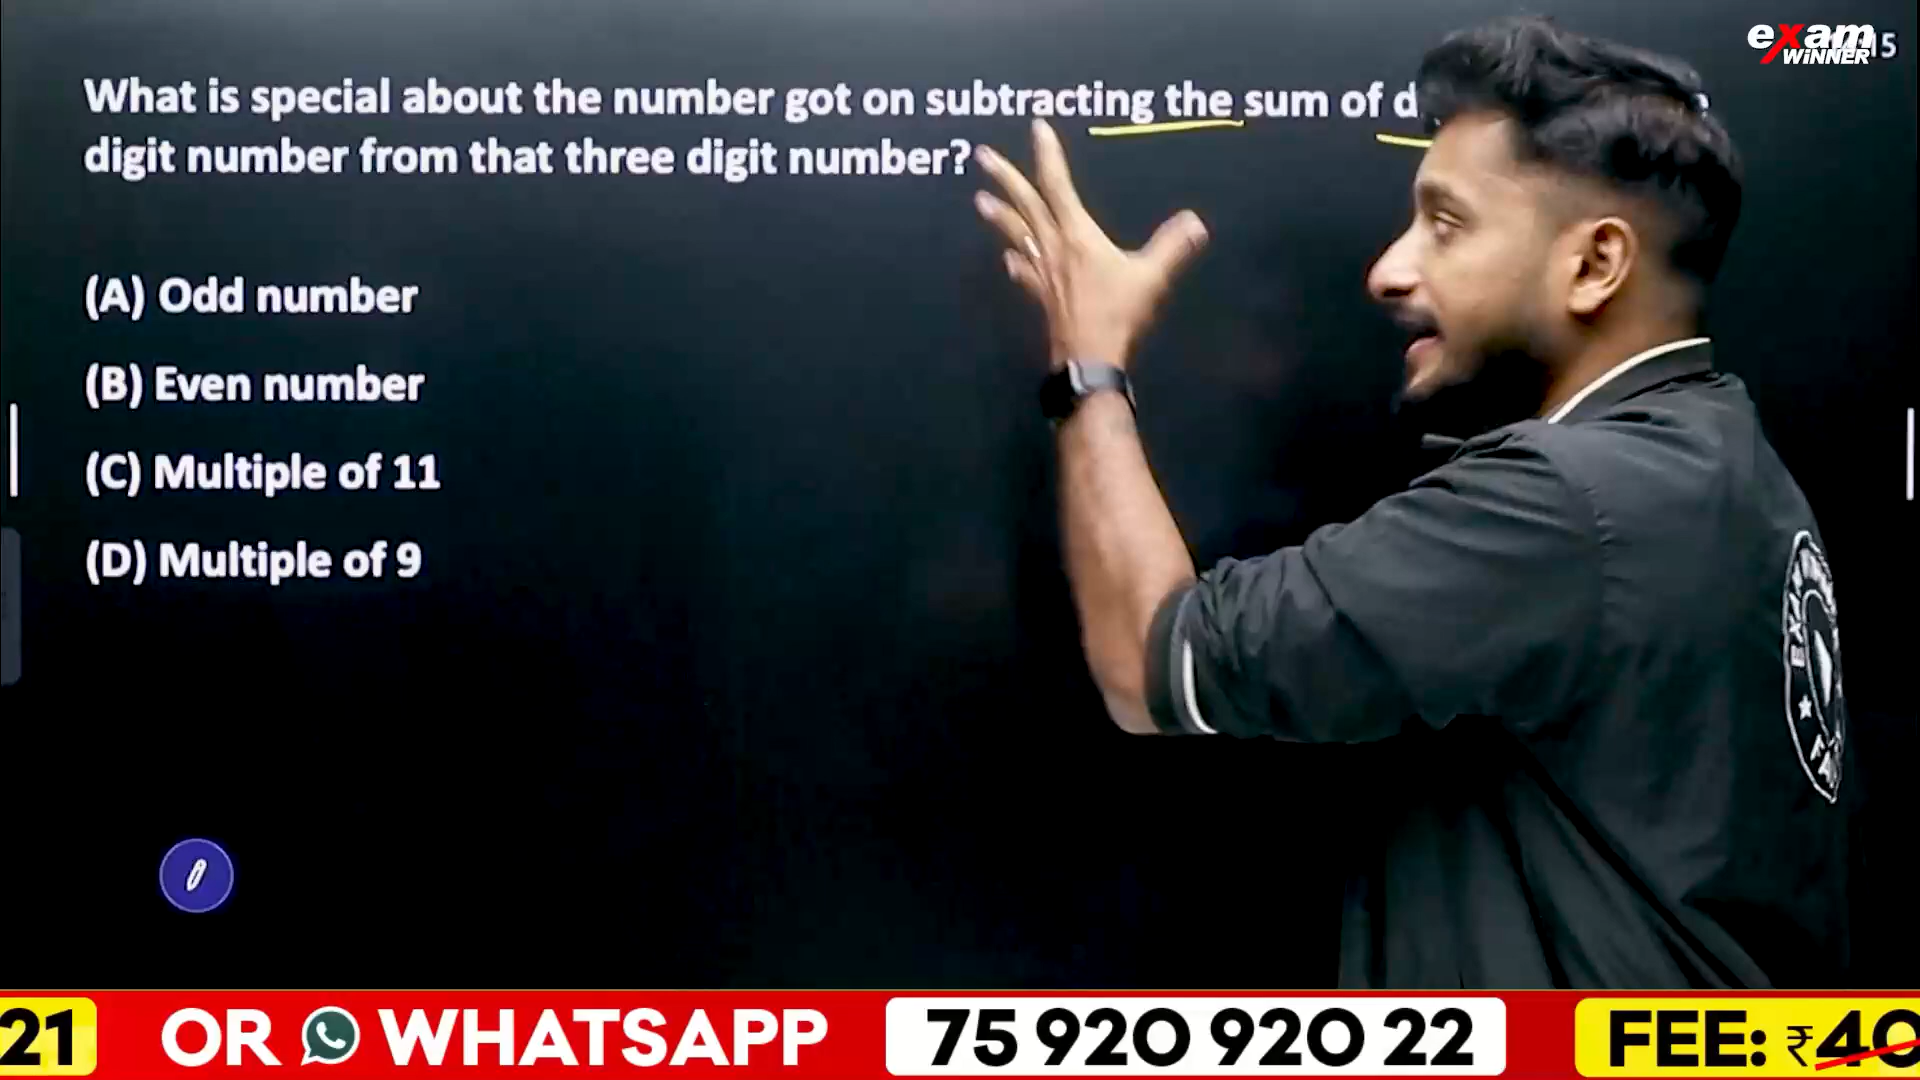 exam
WiNNER
15
What is special about the number got on subtracting the sum of
digit number from that three digit number?
(A) Odd number
(B) Even number
(C) Multiple of 11
(D) Multiple of 9
21 OR WHATSAPP 75 920 920 22 FEE: ₹40